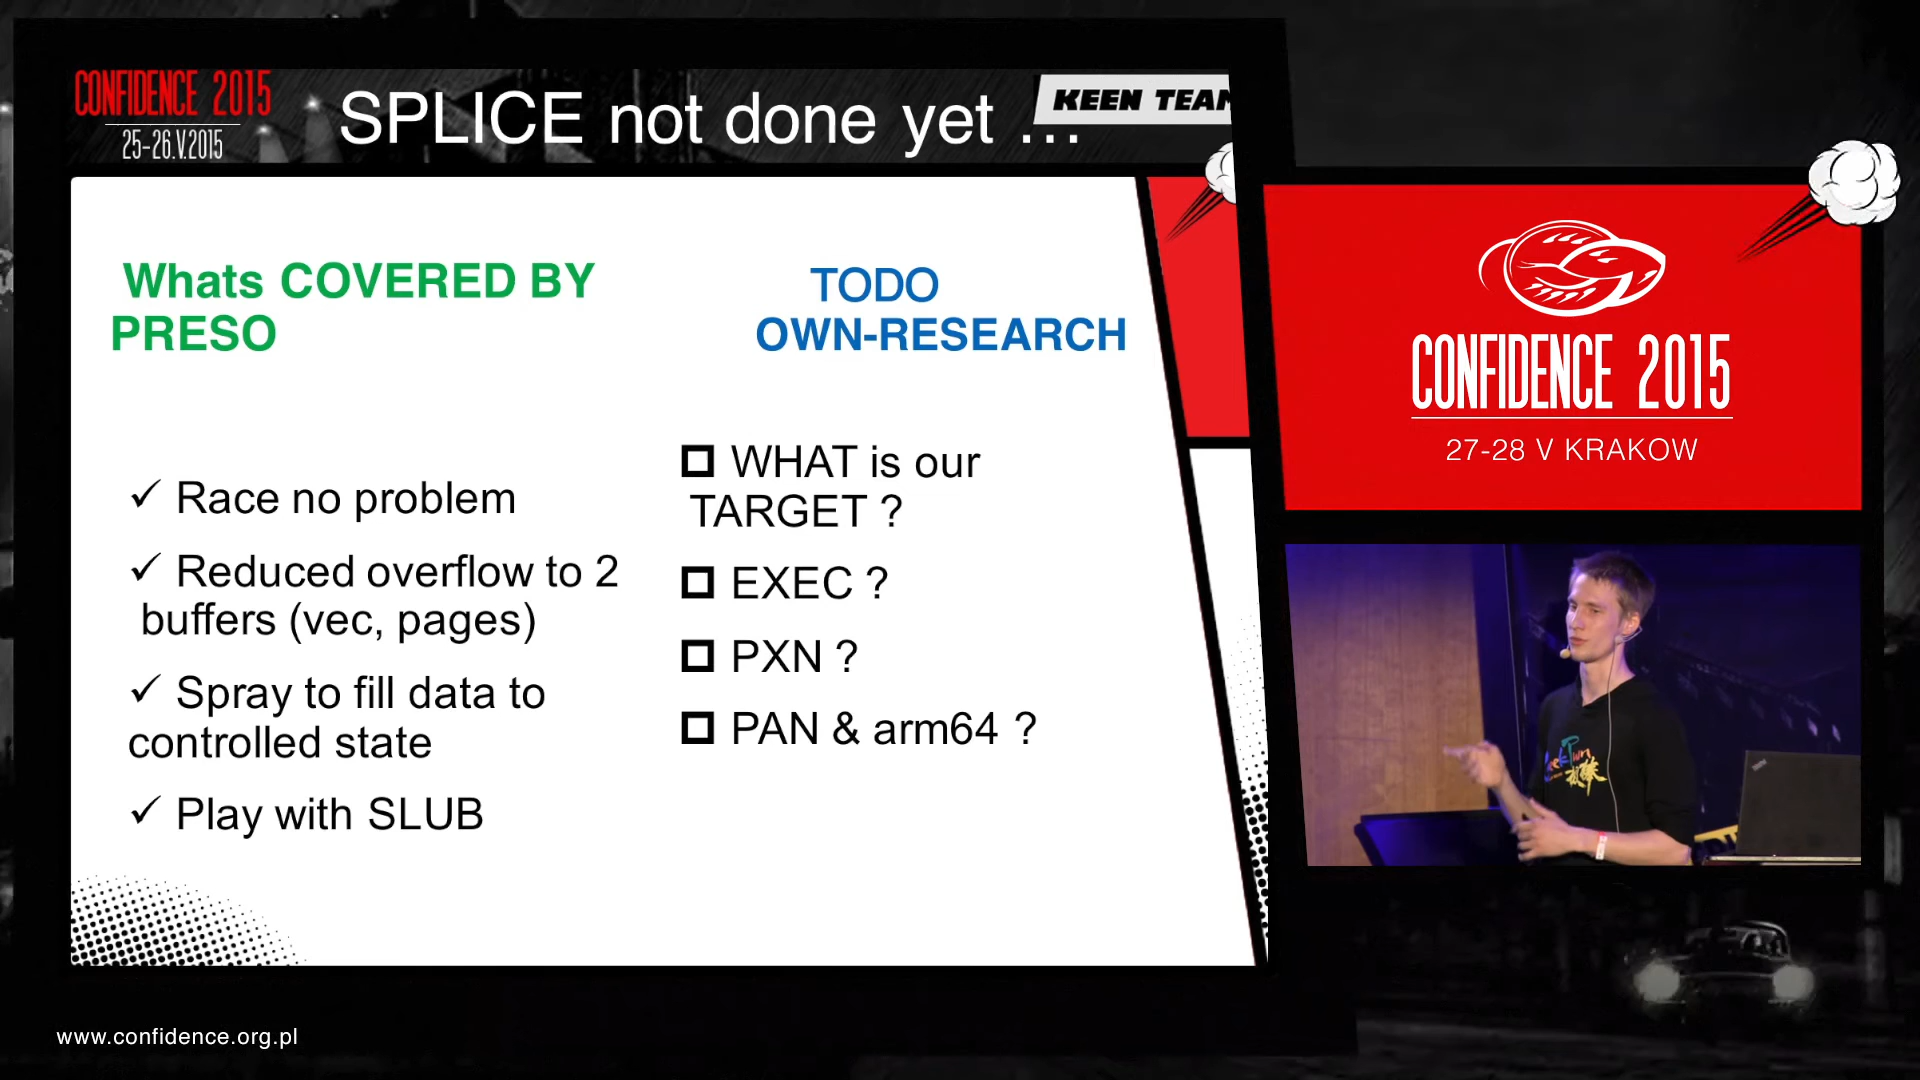 CONFIDENCE 2015
25-26.V.2015
SPLICE not done yet ...
KEEN TEAM
Whats COVERED BY
PRESO
✓ Race no problem
✓ Reduced overflow to 2
buffers (vec, pages)
✓ Spray to fill data to
controlled state
✓ Play with SLUB
TODO
OWN-RESEARCH
❑ WHAT is our
TARGET ?
❑ EXEC ?
❑ PXN ?
❑ PAN & arm64 ?
CONFIDENCE 2015
27-28 V KRAKOW
www.confidence.org.pl